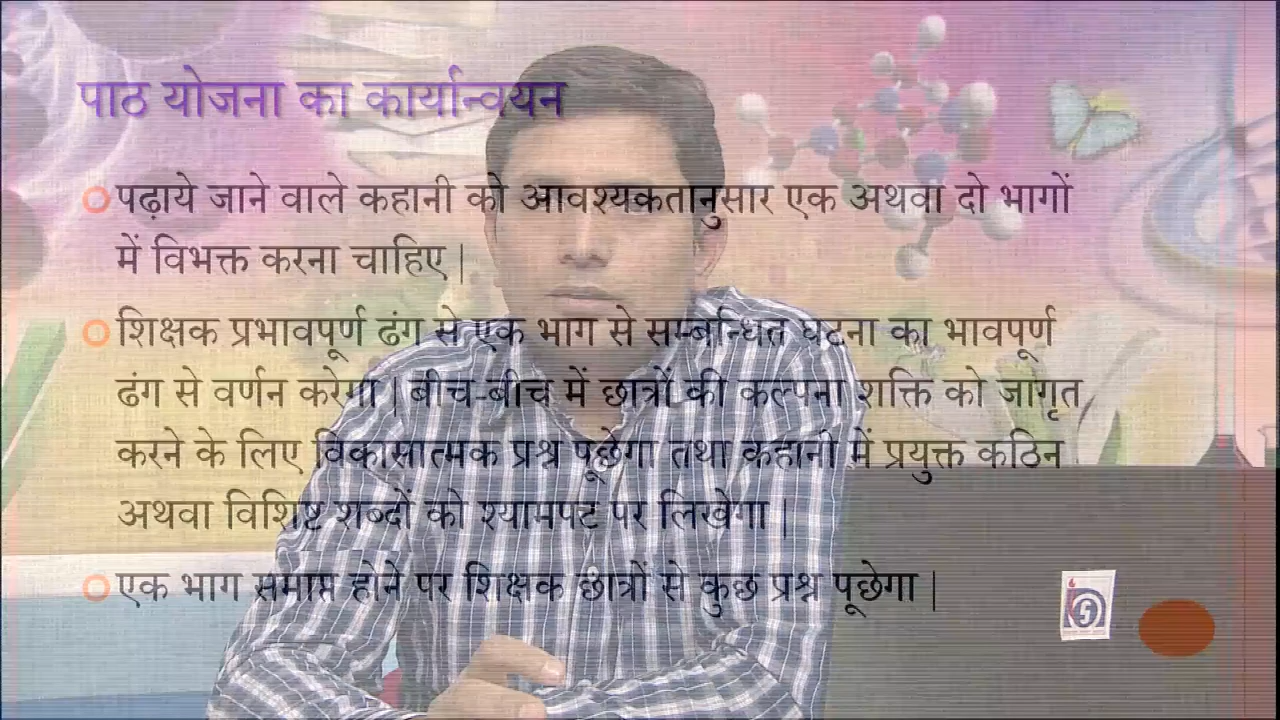 पाठ योजना का कार्यान्वयन
पढ़ाये जाने वाले कहानी को आवश्यकतानुसार एक अथवा दो भागों
में विभक्त करना चाहिए |
शिक्षक प्रभावपूर्ण ढंग से एक भाग से सम्बन्धित घटना का भावपूर्ण
ढंग से वर्णन करेगा | बीच-बीच में छात्रों की कल्पना शक्ति को जागृत
करने के लिए विकासात्मक प्रश्न पूछेगा तथा कहानी में प्रयुक्त कठिन
अथवा विशिष्ट शब्दों को श्यामपट पर लिखेगा |
एक भाग समाप्त होने पर शिक्षक छात्रों से कुछ प्रश्न पूछेगा |